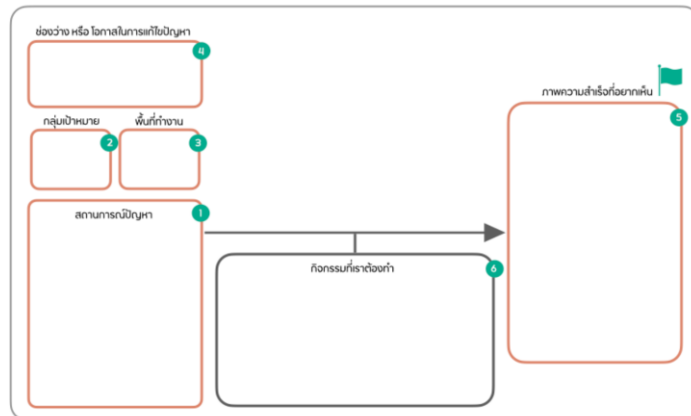 ช่องว่าง หรือ โอกาสในการแก้ไขปัญหา
4
ภาพความสำเร็จที่อยากเห็น
5
กลุ่มเป้าหมาย
2
พื้นที่ทำงาน
3
สถานการณ์ปัญหา
1
กิจกรรมที่เราต้องทำ
6